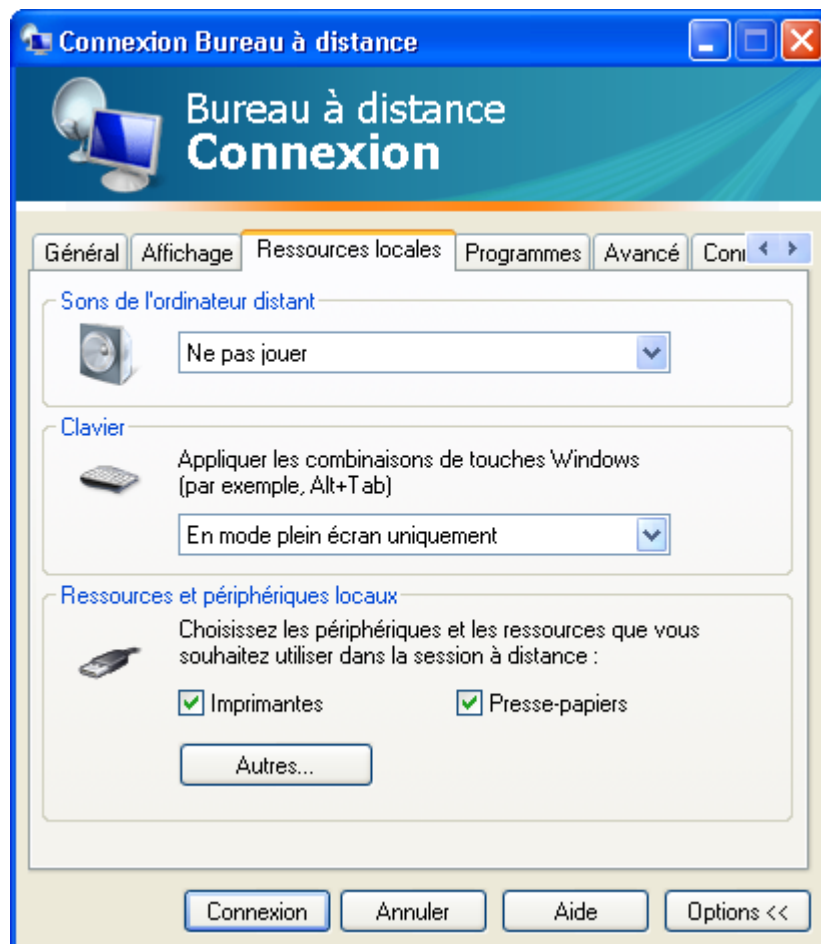 Connexion Bureau à distance
Bureau à distance
Connexion
Général Affichage Ressources locales Programmes Avancé Con
Sons de l'ordinateur distant
Ne pas jouer
Clavier
Appliquer les combinaisons de touches Windows
(par exemple, Alt+Tab)
En mode plein écran uniquement
Ressources et périphériques locaux
Choisissez les périphériques et les ressources que vous
souhaitez utiliser dans la session à distance :
Imprimantes Presse-papiers
Autres...
Connexion Annuler Aide Options <<